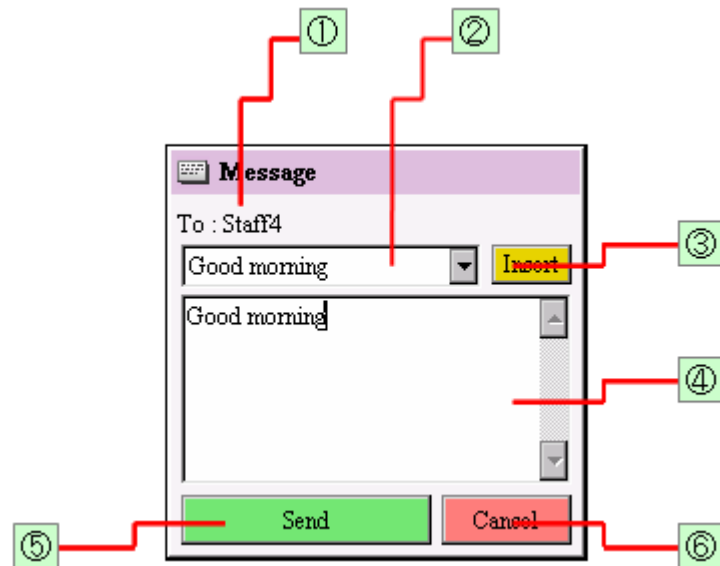 ① ②
Message
To : Staff4
Good morning
Insert ③
Good morning
④
Send Cancel
⑤ ⑥